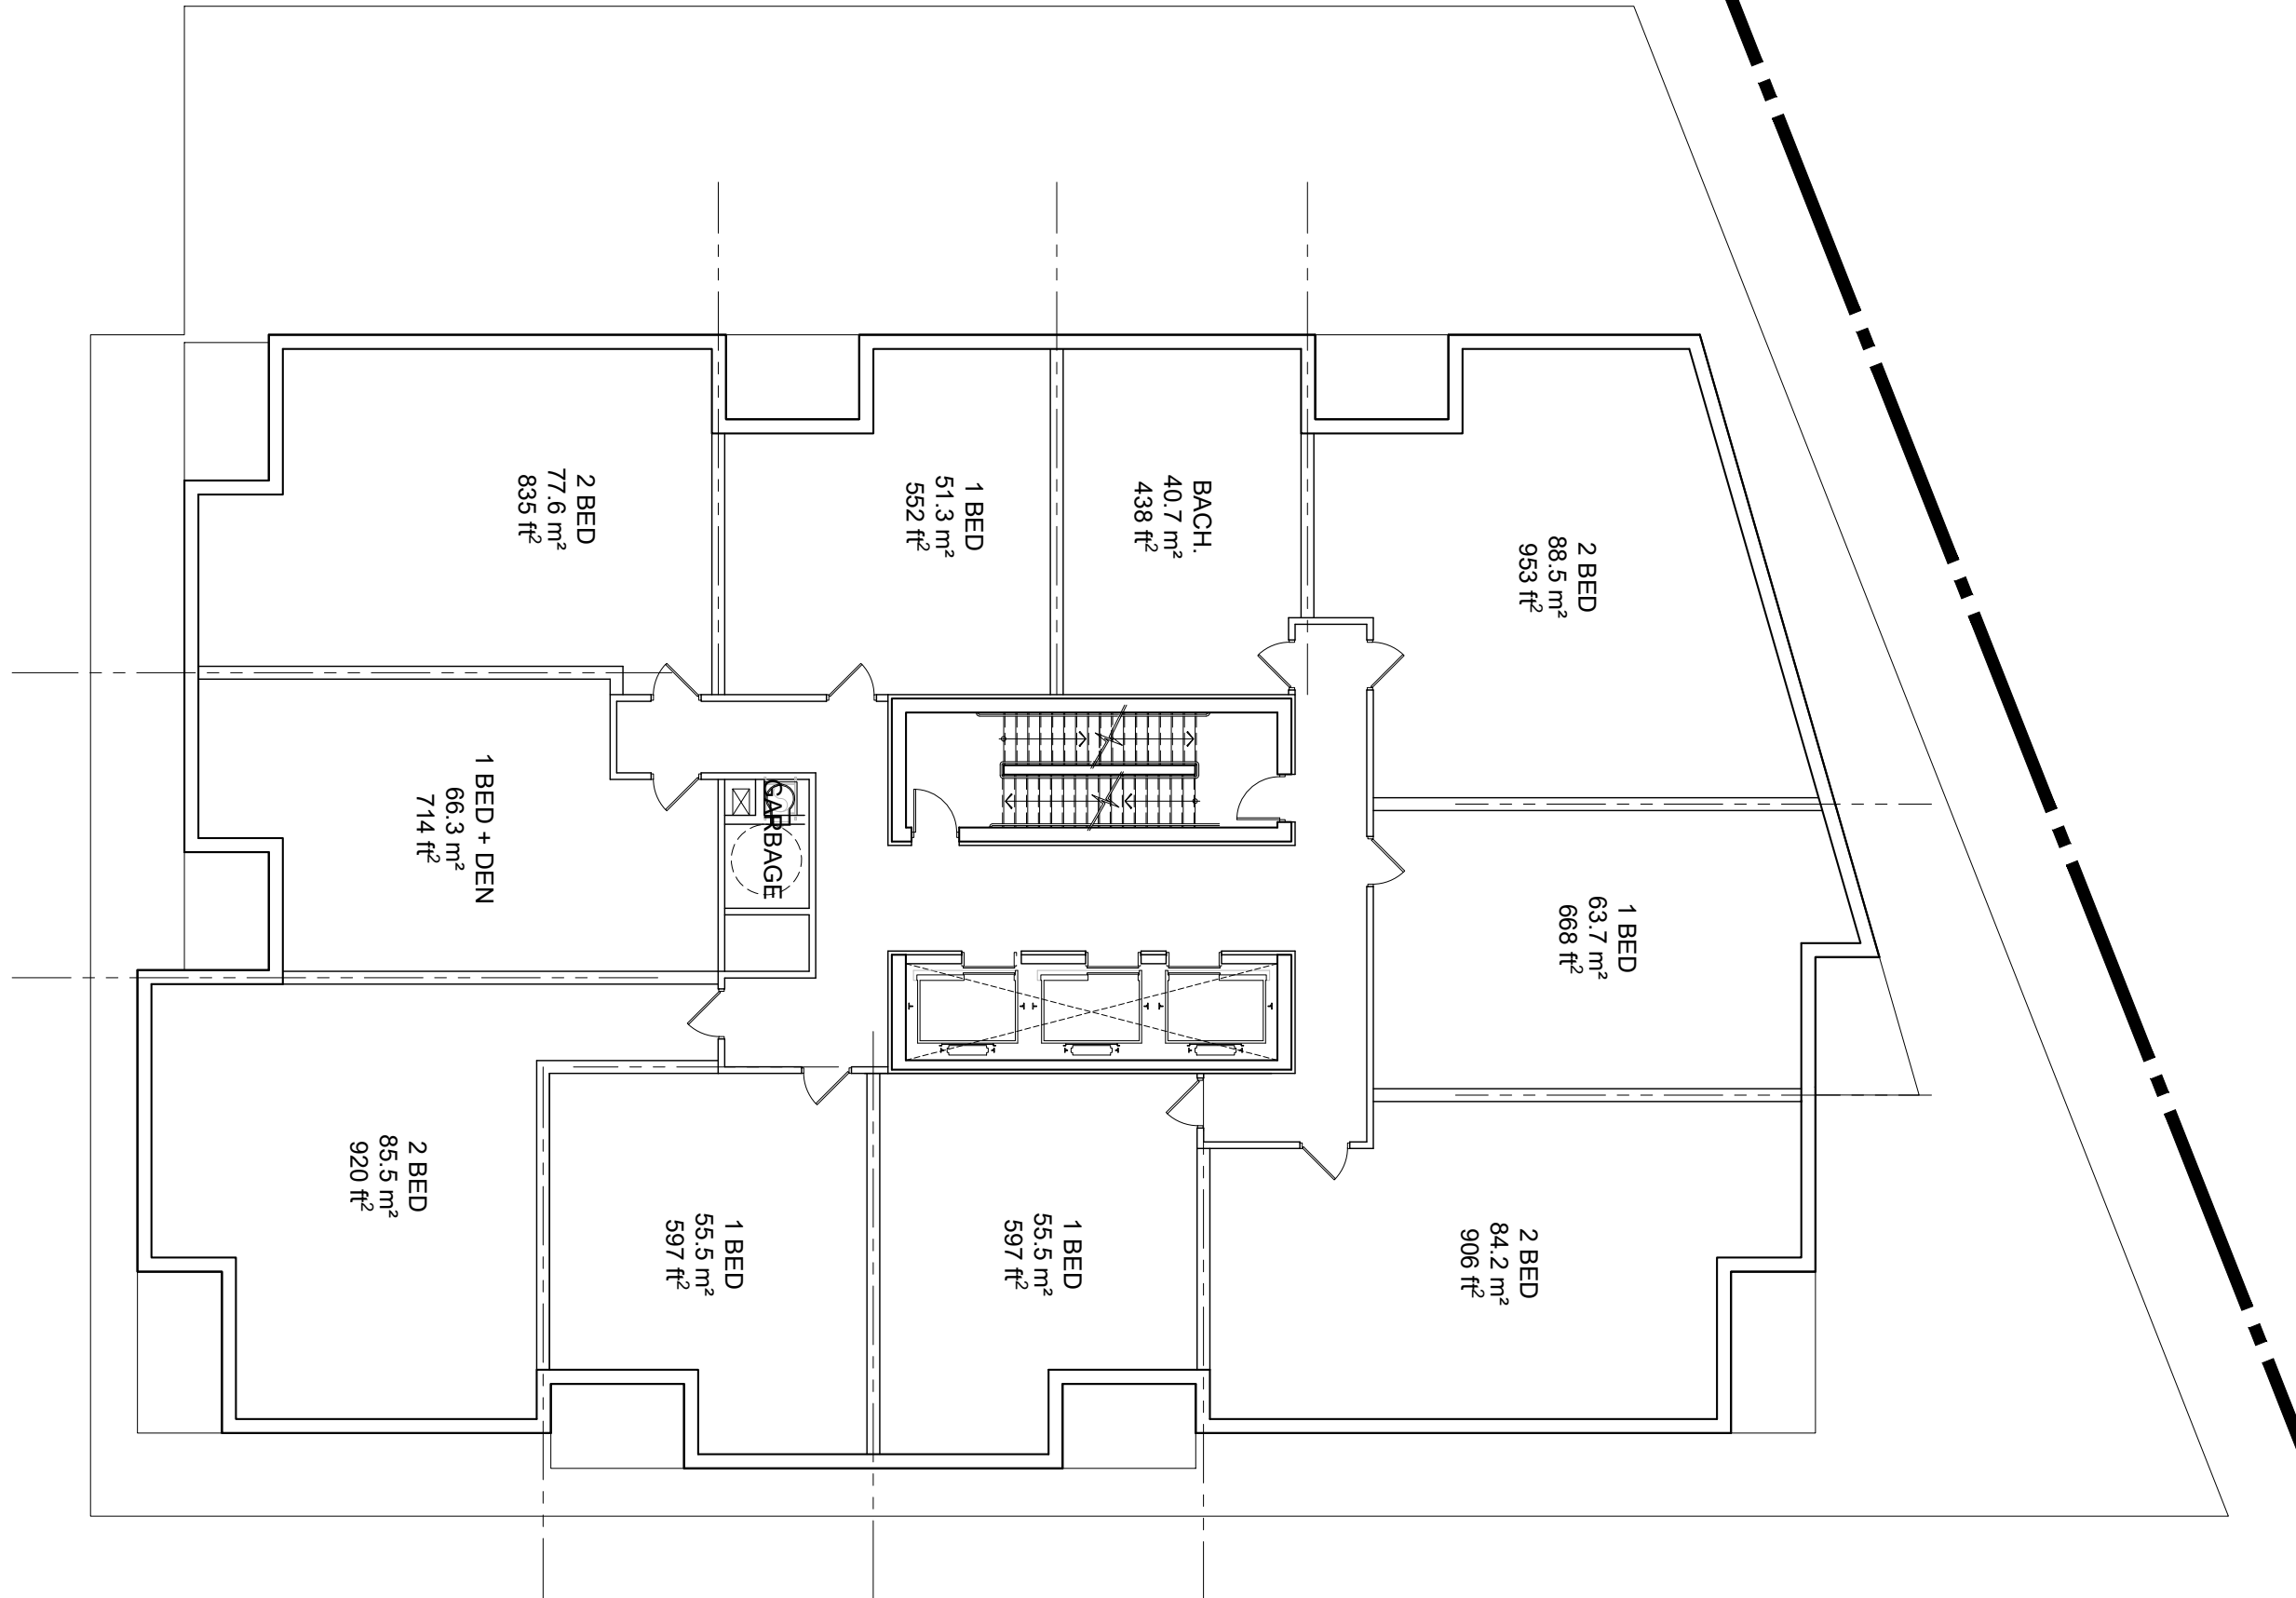 2 BED
77.6 m²
835 ft²
1 BED
51.3 m²
552 ft²
BACH.
40.7 m²
438 ft²
2 BED
88.5 m²
953 ft²
1 BED + DEN
66.3 m²
714 ft²
GARBAGE
1 BED
63.7 m²
668 ft²
2 BED
85.5 m²
920 ft²
1 BED
55.5 m²
597 ft²
1 BED
55.5 m²
597 ft²
2 BED
84.2 m²
906 ft²